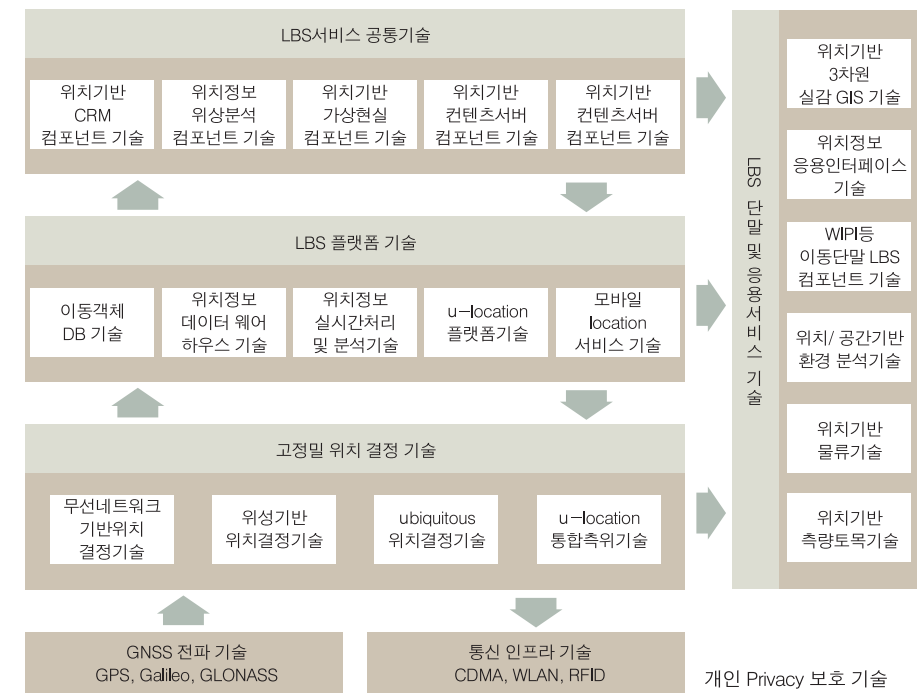 LBS서비스 공통기술
위치기반
CRM
컴포넌트 기술
위치정보
위상분석
컴포넌트 기술
위치기반
가상현실
컴포넌트 기술
위치기반
컨텐츠서버
컴포넌트 기술
위치기반
컨텐츠서버
컴포넌트 기술
LBS 플랫폼 기술
이동객체
DB 기술
위치정보
데이터 웨어
하우스 기술
위치정보
실시간처리
및 분석기술
u-location
플랫폼기술
모바일
location
서비스 기술
고정밀 위치 결정 기술
무선네트워크
기반위치
결정기술
위성기반
위치결정기술
ubiquitous
위치결정기술
u-location
통합측위기술
GNSS 전파 기술
GPS, Galileo, GLONASS
통신 인프라 기술
CDMA, WLAN, RFID
LBS 단말 및 응용서비스 기술
위치기반
3차원
실감 GIS 기술
위치정보
응용인터페이스
기술
WIPI등
이동단말 LBS
컴포넌트 기술
위치/ 공간기반
환경 분석기술
위치기반
물류기술
위치기반
측량토목기술
개인 Privacy 보호 기술